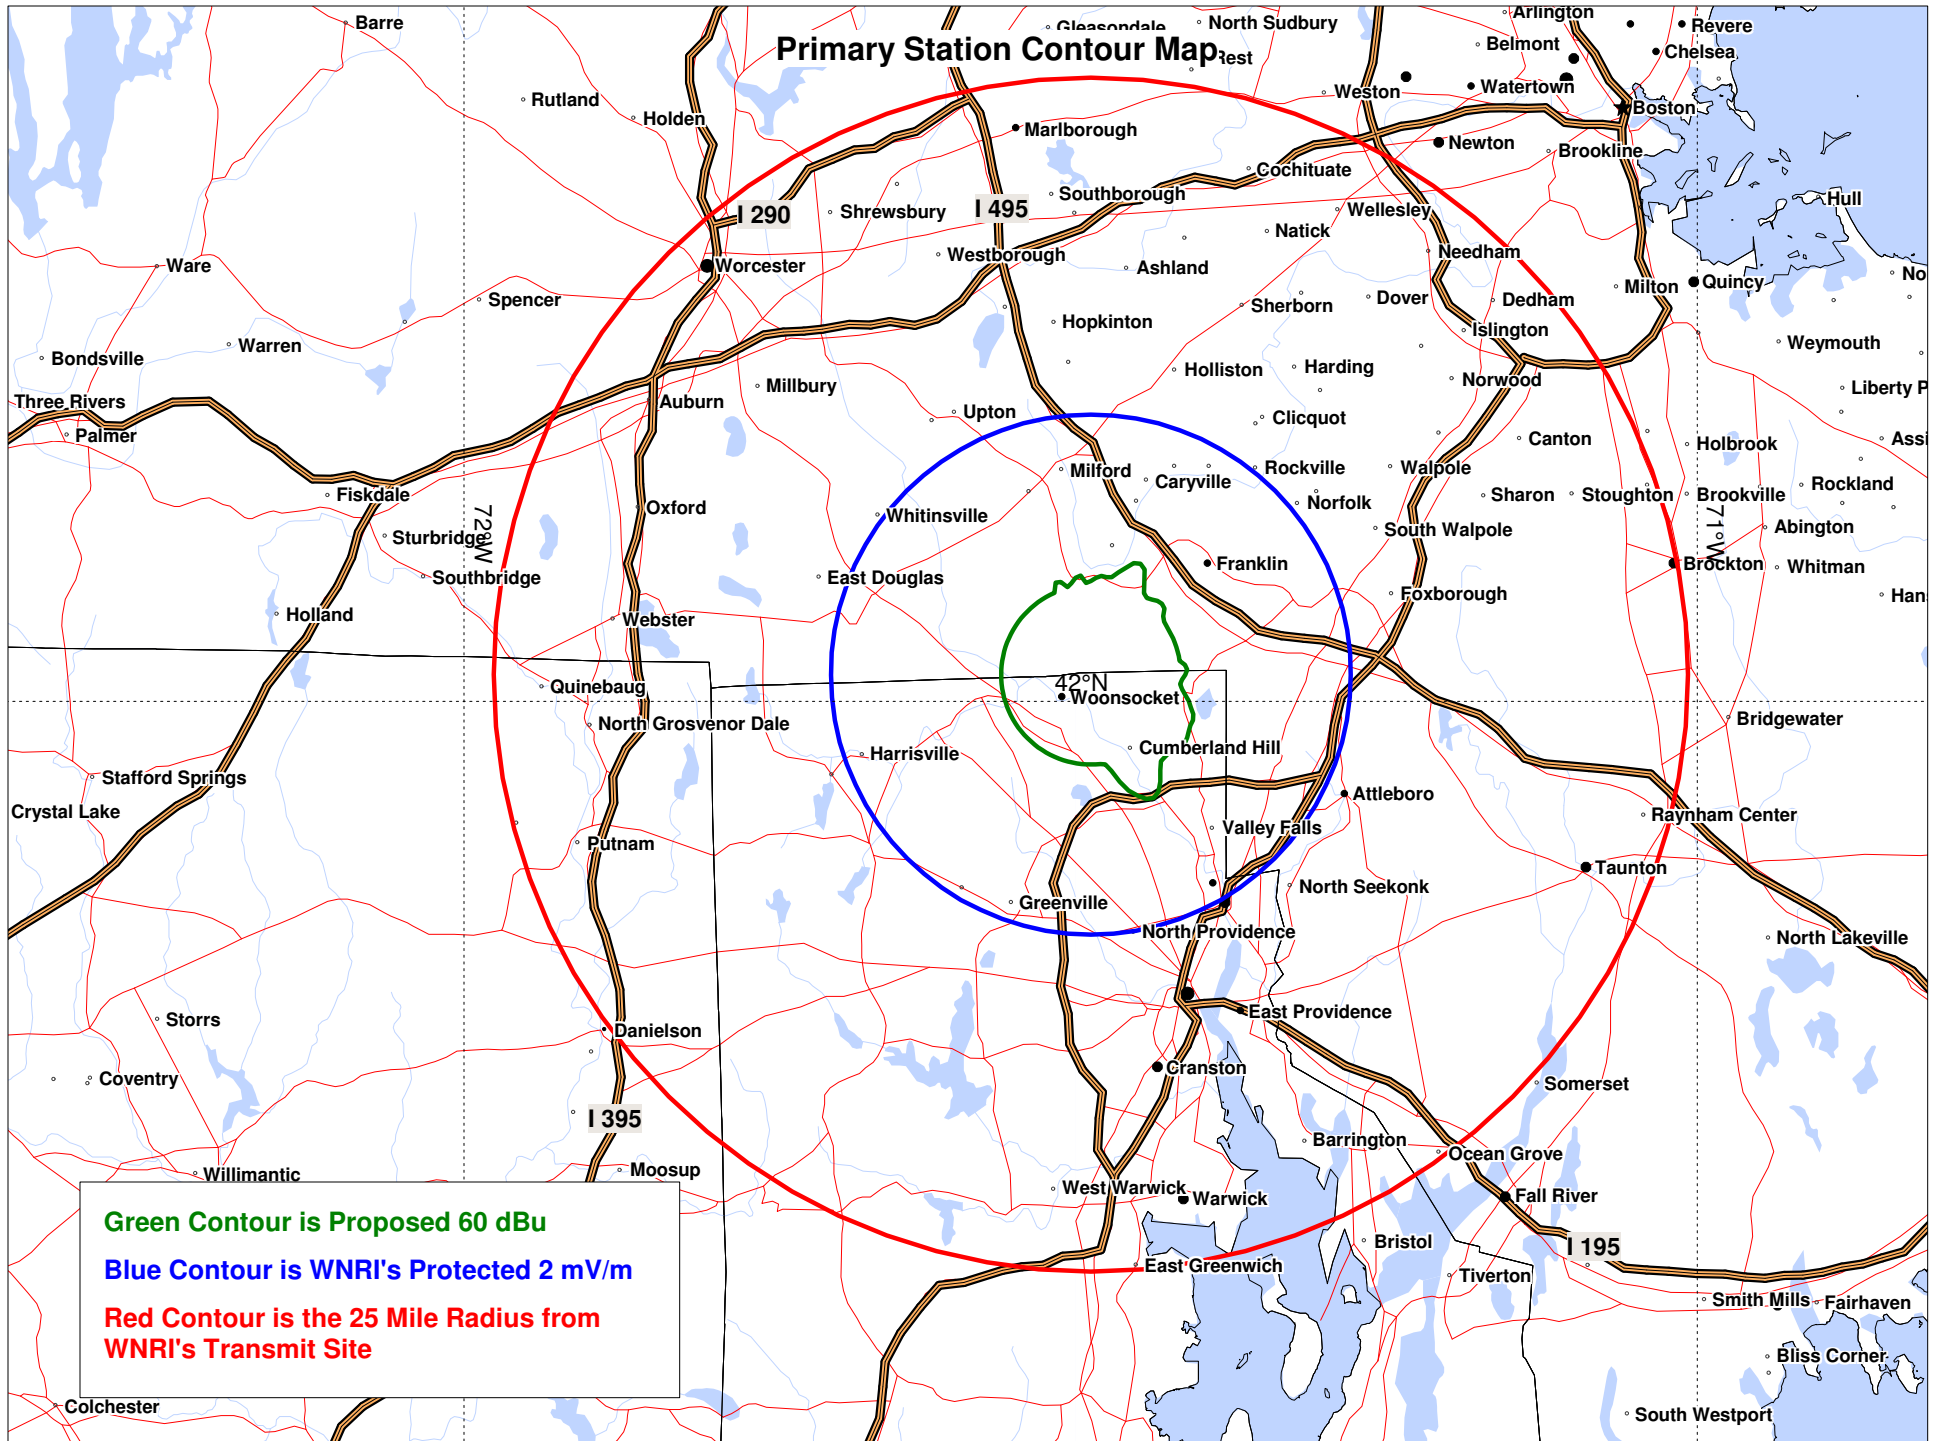 Barre
Gleasondale
North Sudbury
Arlington
Revere
Primary Station Contour Map
Rest
Belmont
Chelsea
Rutland
Holden
Weston
Watertown
Boston
Marlborough
Newton
Brookline
Cochituate
Southborough
I 290
Shrewsbury
I 495
Wellesley
Hull
Natick
Ware
Worcester
Westborough
Ashland
Needham
No
Spencer
Sherborn
Dover
Dedham
Milton
Quincy
Hopkinton
Islington
Bondsville
Warren
Weymouth
Millbury
Holliston
Harding
Norwood
Liberty P
Three Rivers
Auburn
Upton
Clicquot
Palmer
Canton
Holbrook
Assi
Milford
Rockville
Walpole
Caryville
Fiskdale
Norfolk
Sharon
Stoughton
Brookville
Rockland
Oxford
Whitinsville
South Walpole
Abington
72°W
71°W
Sturbridge
Southbridge
East Douglas
Franklin
Brockton
Whitman
Foxborough
Han
Holland
Webster
Quinebaug
42°N
Woonsocket
North Grosvenor Dale
Bridgewater
Harrisville
Cumberland Hill
Stafford Springs
Attleboro
Crystal Lake
Raynham Center
Valley Falls
Putnam
Taunton
North Seekonk
Greenville
North Providence
North Lakeville
Storrs
East Providence
Danielson
Coventry
Cranston
Somerset
I 395
Barrington
Ocean Grove
Willimantic
Moosup
West Warwick
Warwick
Fall River
Green Contour is Proposed 60 dBu
Bristol
I 195
Blue Contour is WNRI's Protected 2 mV/m
East Greenwich
Tiverton
Smith Mills
Fairhaven
Red Contour is the 25 Mile Radius from
WNRI's Transmit Site
Bliss Corner
Colchester
South Westport